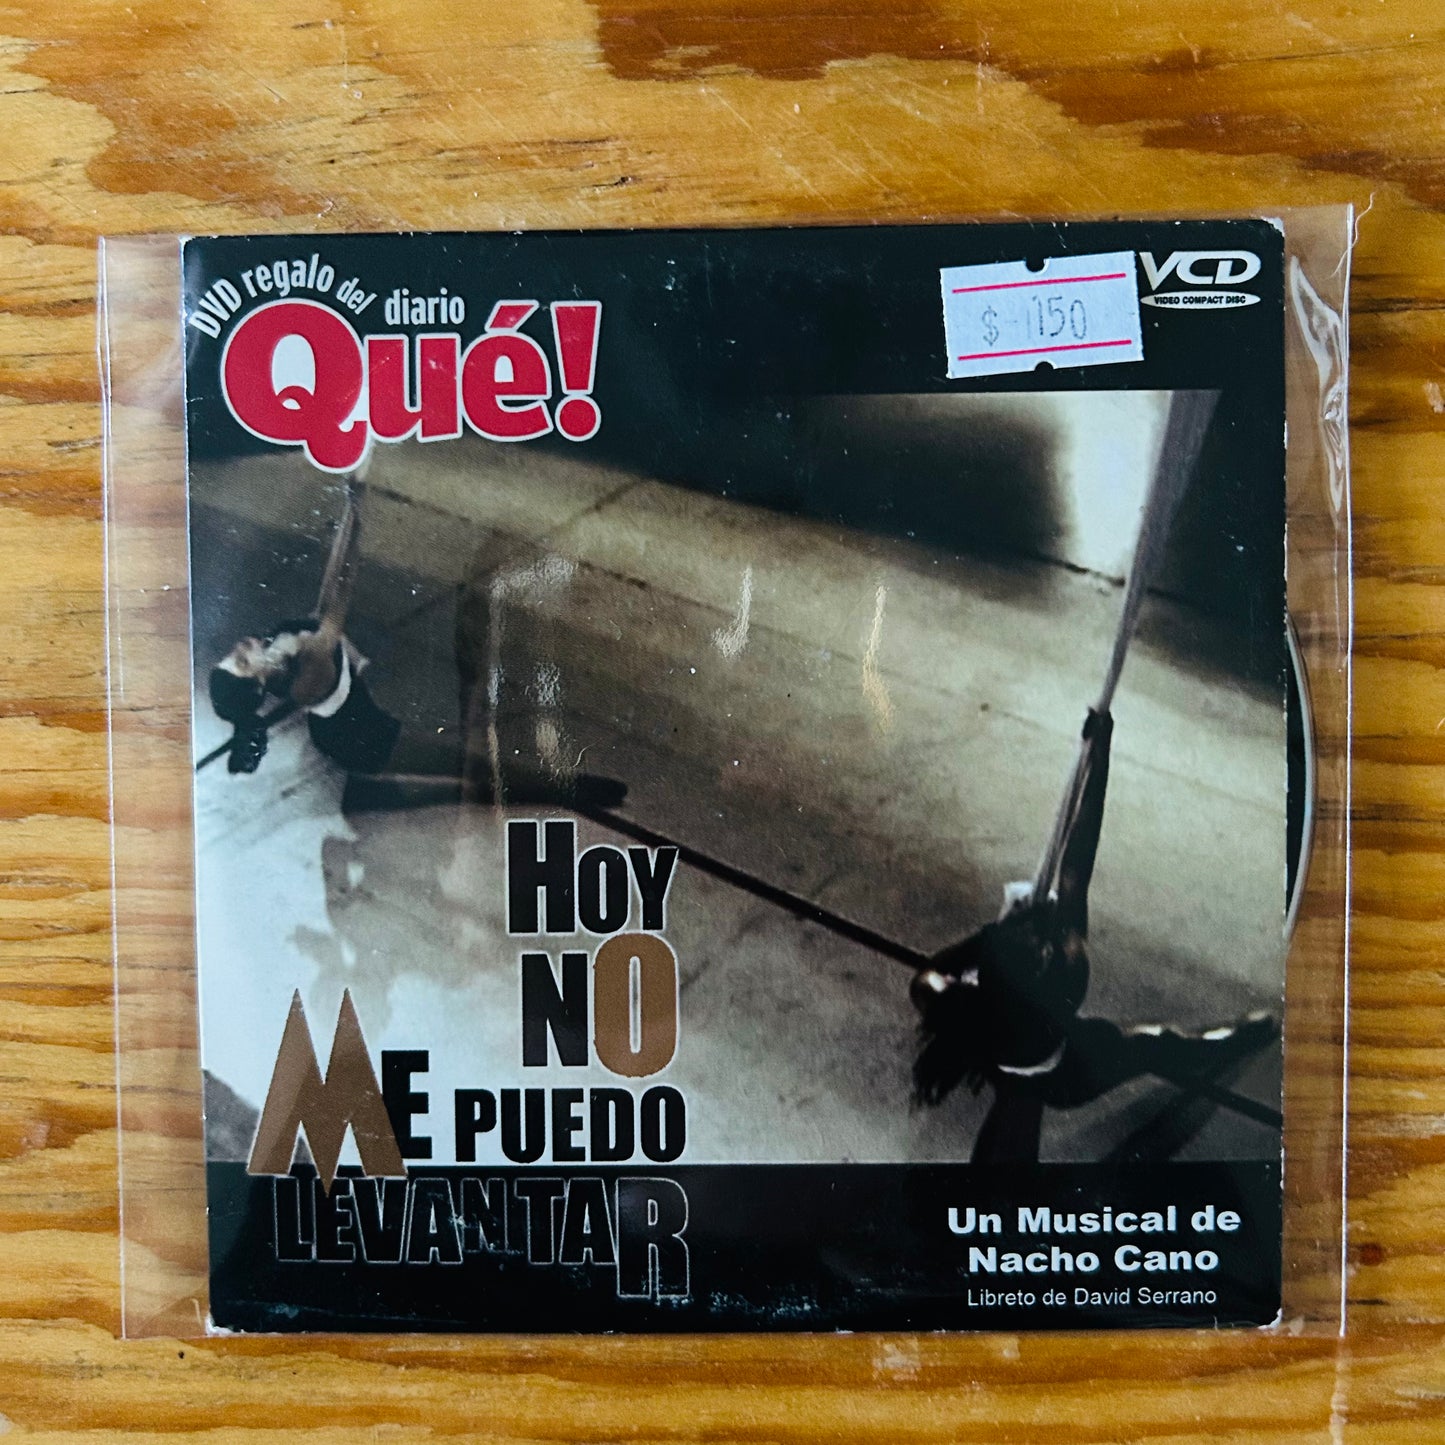 DVD regalo del diario
Qué!
VCD
VIDEO COMPACT DISC
$ 150
HOY
NO
ME PUEDO
LEVANTAR
Un Musical de
Nacho Cano
Libreto de David Serrano